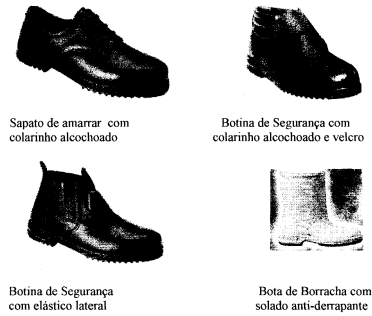 Sapato de amarrar com
colarinho alcochoado
Botina de Segurança com
colarinho alcochoado e velcro
Botina de Segurança
com elástico lateral
Bota de Borracha com
solado anti-derrapante